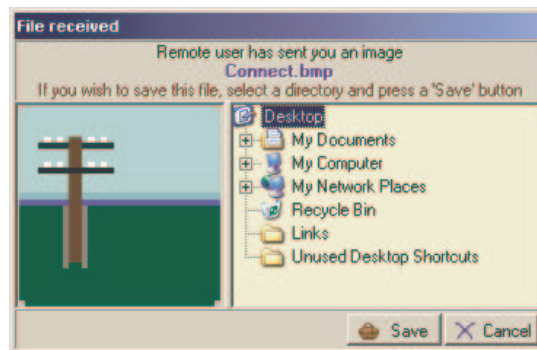 File received
Remote user has sent you an image
Connect.bmp
If you wish to save this file, select a directory and press a 'Save' button
Desktop
My Documents
My Computer
My Network Places
Recycle Bin
Links
Unused Desktop Shortcuts
Save
Cancel